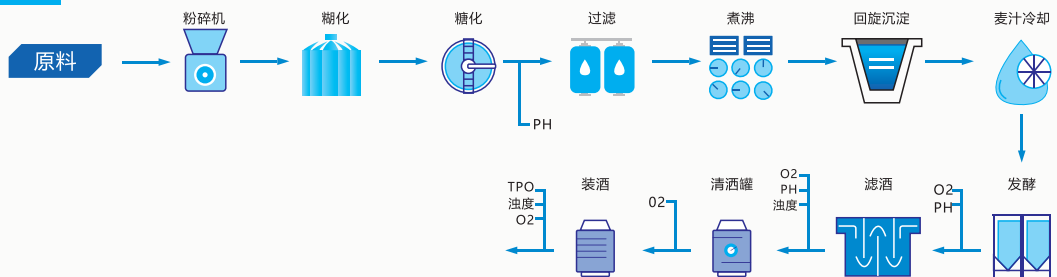 原料
粉碎机
糊化
糖化
PH
过滤
煮沸
回旋沉淀
麦汁冷却
发酵
O2
PH
滤酒
O2
PH
浊度
清洒罐
02
装酒
TPO
浊度
O2